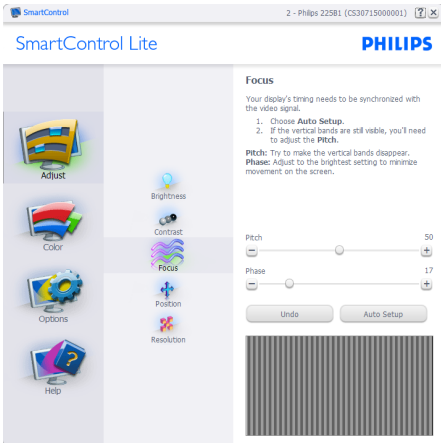 SmartControl
2 - Philips 225B1 (CS30715000001)
? X
SmartControl Lite
PHILIPS
Adjust
Color
Options
?
Help
Brightness
Contrast
Focus
Position
Resolution
Focus
Your display's timing needs to be synchronized with
the video signal.
1. Choose Auto Setup.
2. If the vertical bands are still visible, you'll need
to adjust the Pitch.
Pitch: Try to make the vertical bands disappear.
Phase: Adjust to the brightest setting to minimize
movement on the screen.
Pitch 50
Phase 17
Undo Auto Setup